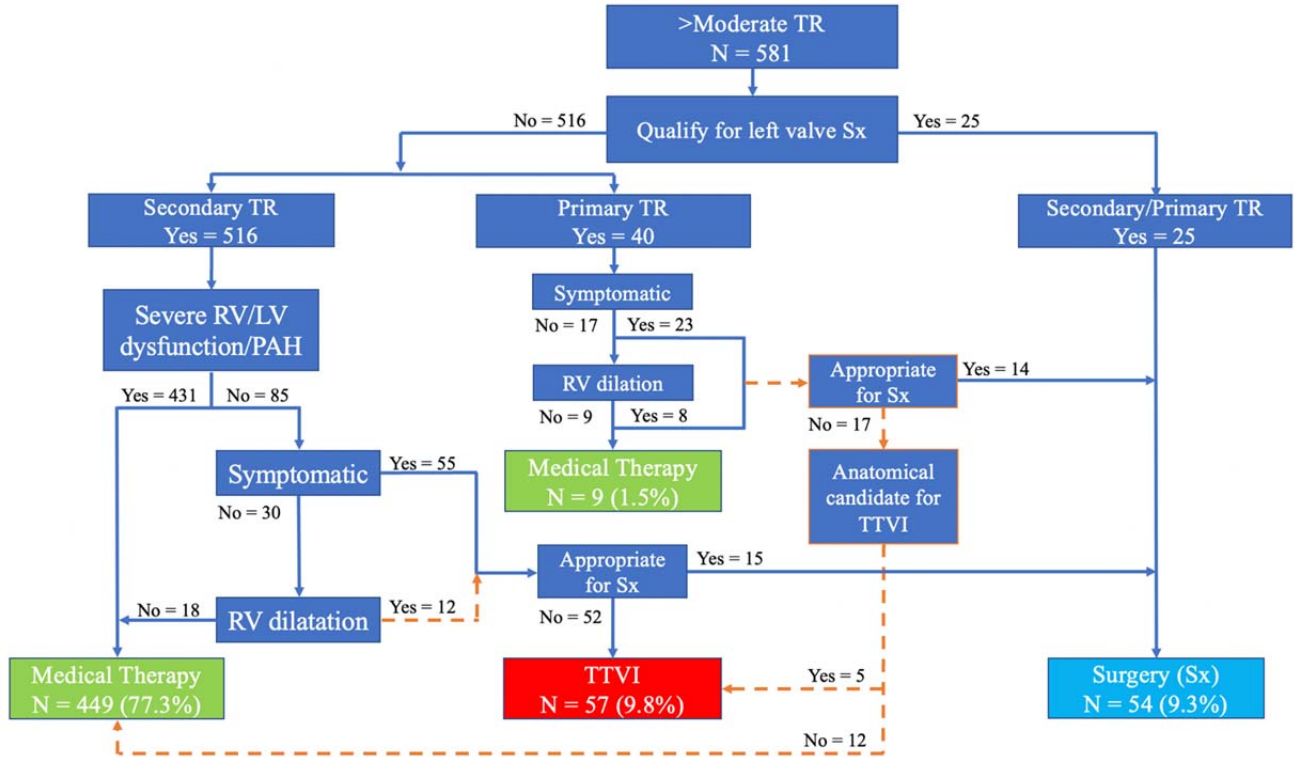 >Moderate TR
N = 581
No = 516
Qualify for left valve Sx
Yes = 25
Secondary TR
Yes = 516
Primary TR
Yes = 40
Secondary/Primary TR
Yes = 25
Severe RV/LV
dysfunction/PAH
Symptomatic
No = 17
Yes = 23
RV dilation
No = 9
Yes = 8
Appropriate
for Sx
Yes = 14
No = 17
Yes = 431
No = 85
Symptomatic
Yes = 55
No = 30
Medical Therapy
N = 9 (1.5%)
Anatomical
candidate for
TTVI
Appropriate
for Sx
Yes = 15
No = 52
No = 18
RV dilatation
Yes = 12
Medical Therapy
N = 449 (77.3%)
TTVI
N = 57 (9.8%)
Yes = 5
Surgery (Sx)
N = 54 (9.3%)
No = 12